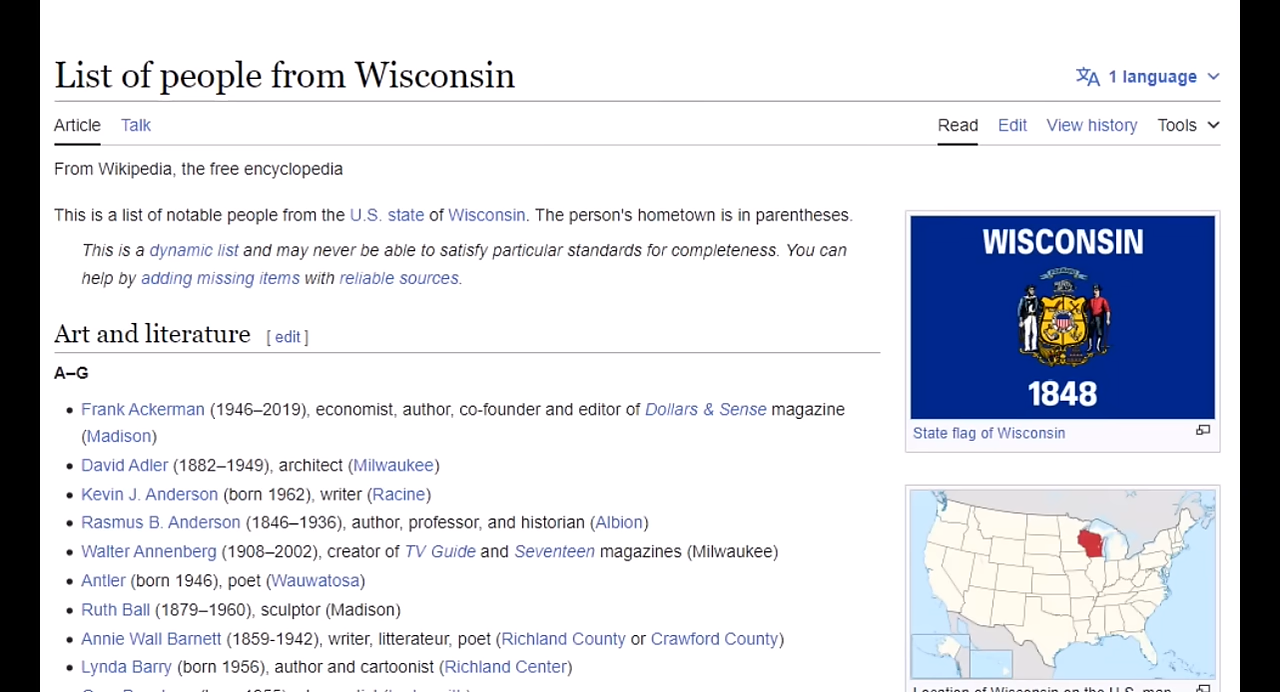 List of people from Wisconsin
1 language
Article Talk
Read Edit View history Tools
From Wikipedia, the free encyclopedia
This is a list of notable people from the U.S. state of Wisconsin. The person's hometown is in parentheses.
This is a dynamic list and may never be able to satisfy particular standards for completeness. You can
help by adding missing items with reliable sources.
WISCONSIN
1848
State flag of Wisconsin
Art and literature [ edit ]
A–G
• Frank Ackerman (1946–2019), economist, author, co-founder and editor of Dollars & Sense magazine
(Madison)
• David Adler (1882–1949), architect (Milwaukee)
• Kevin J. Anderson (born 1962), writer (Racine)
• Rasmus B. Anderson (1846–1936), author, professor, and historian (Albion)
• Walter Annenberg (1908–2002), creator of TV Guide and Seventeen magazines (Milwaukee)
• Antler (born 1946), poet (Wauwatosa)
• Ruth Ball (1879–1960), sculptor (Madison)
• Annie Wall Barnett (1859-1942), writer, litterateur, poet (Richland County or Crawford County)
• Lynda Barry (born 1956), author and cartoonist (Richland Center)
Location of Wisconsin on the U.S. map